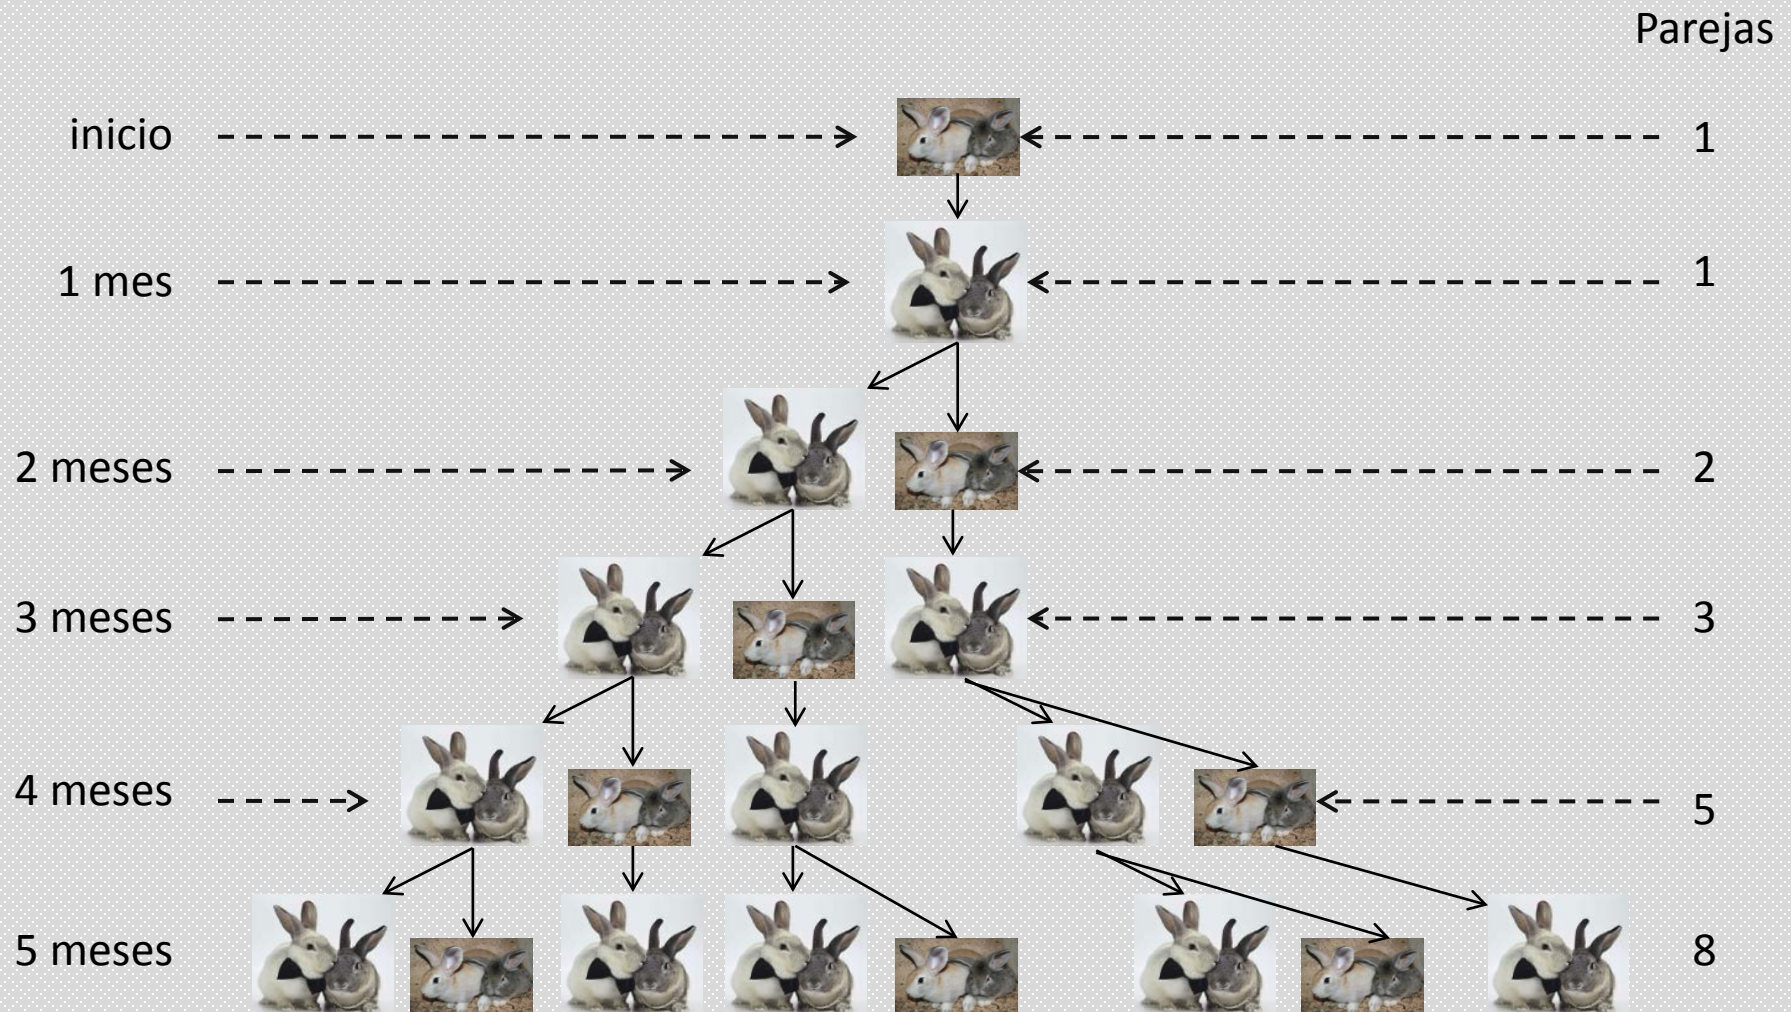 Parejas
inicio 1
1 mes 1
2 meses 2
3 meses 3
4 meses 5
5 meses 8